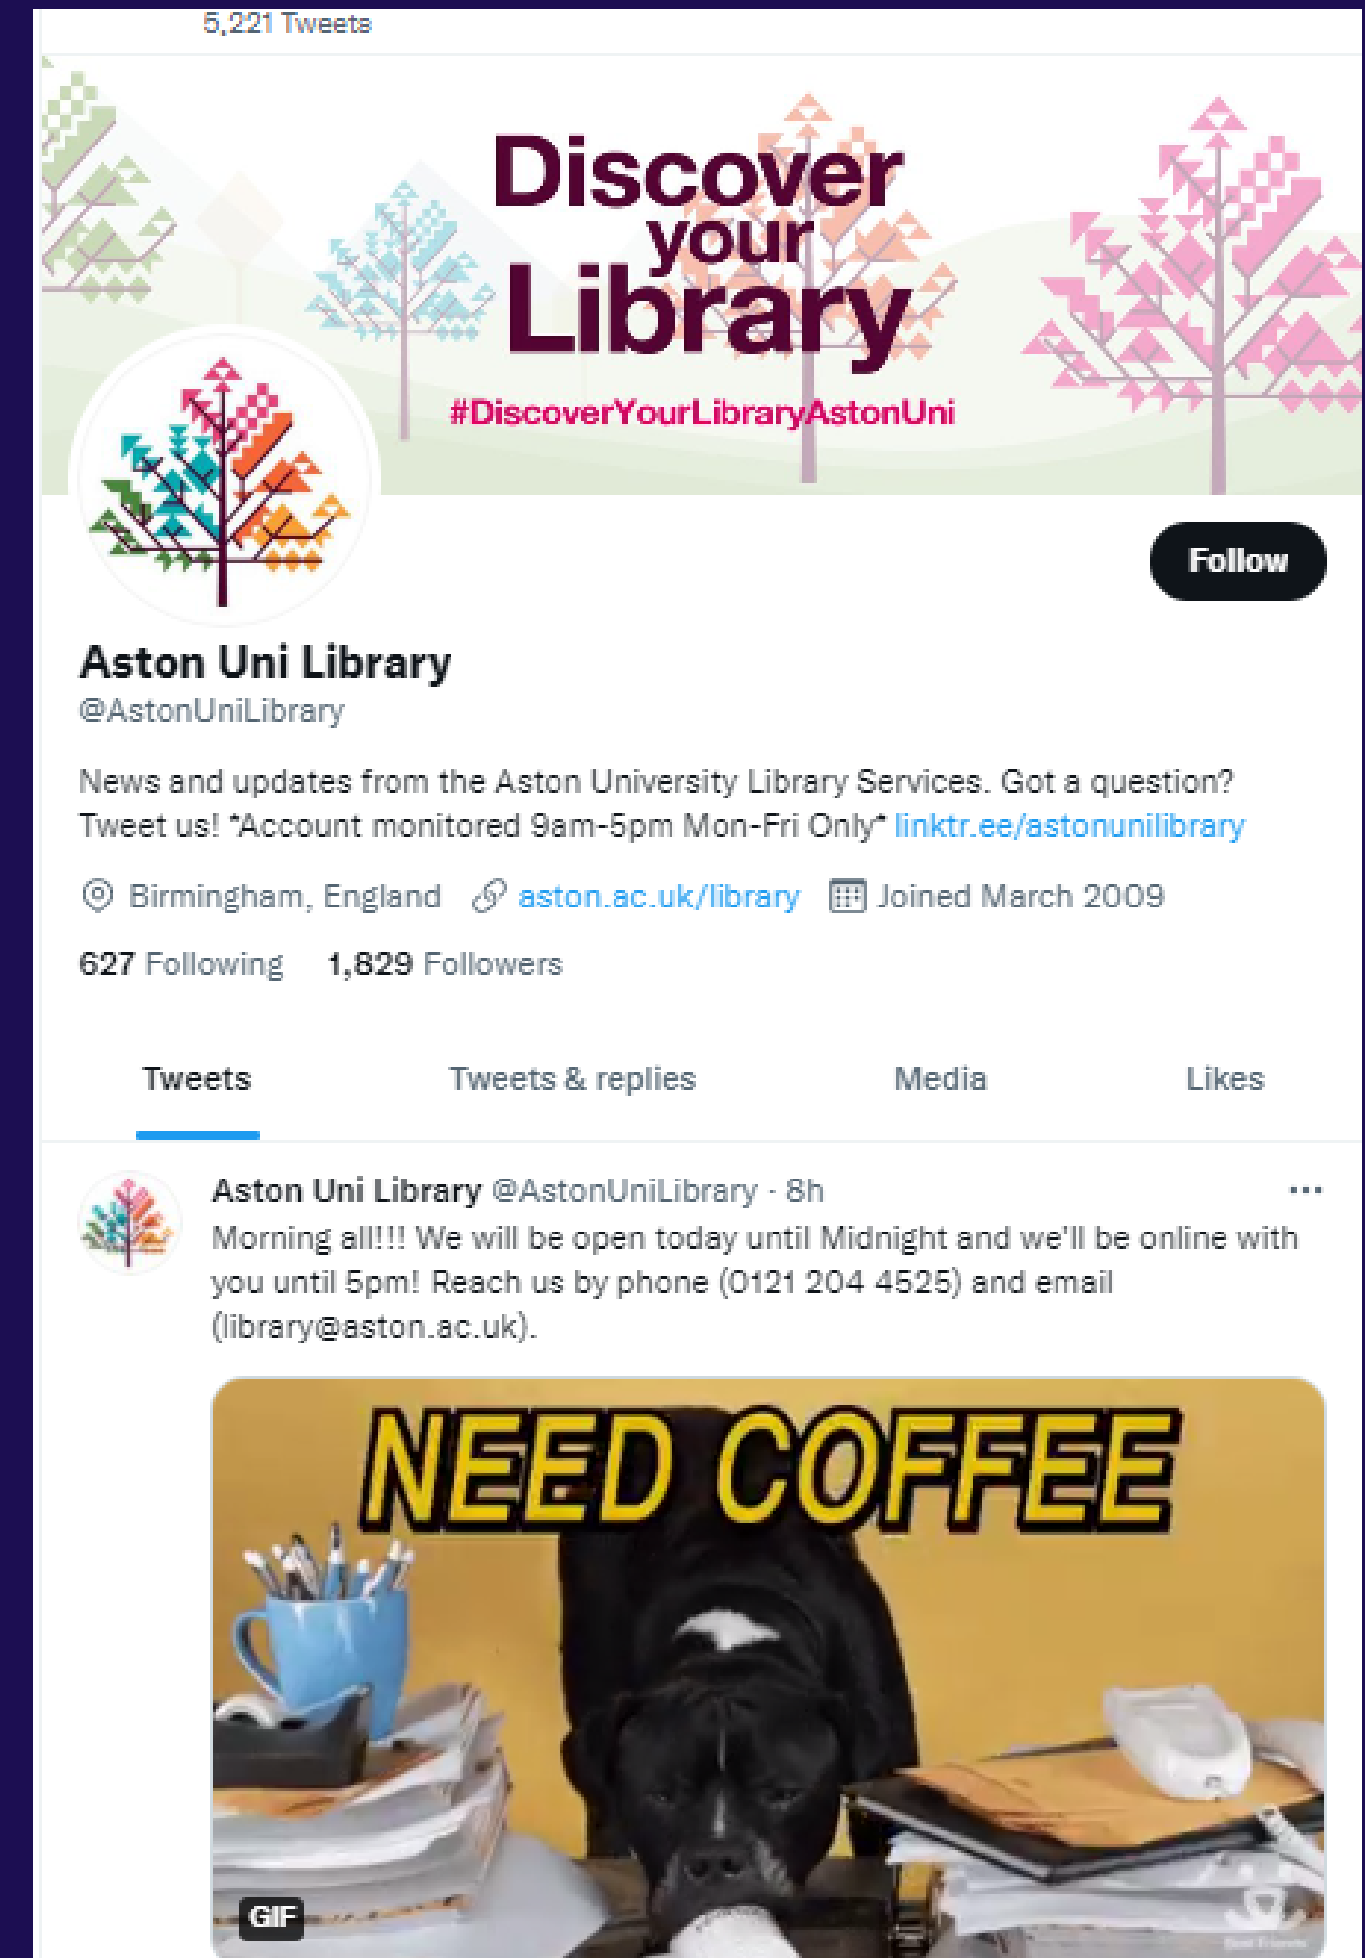 5,221 Tweets
Discover
your
Library
#DiscoverYourLibraryAstonUni
Follow
Aston Uni Library
@AstonUniLibrary
News and updates from the Aston University Library Services. Got a question?
Tweet us! *Account monitored 9am-5pm Mon-Fri Only* linktr.ee/astonunilibrary
Birmingham, England aston.ac.uk/library Joined March 2009
627 Following 1,829 Followers
Tweets Tweets & replies Media Likes
Aston Uni Library @AstonUniLibrary · 8h
Morning all!!! We will be open today until Midnight and we'll be online with
you until 5pm! Reach us by phone (0121 204 4525) and email
(library@aston.ac.uk).
NEED COFFEE
GIF
Best Friends